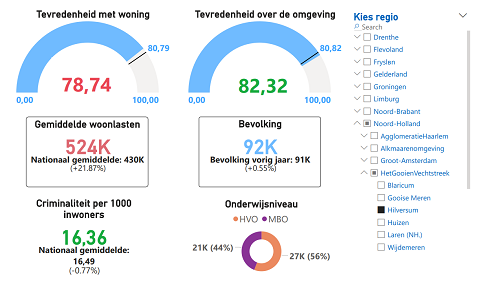 Tevredenheid met woning
80,79
78,74
0,00
100,00
Tevredenheid over de omgeving
80,82
82,32
0,00
100,00
Gemiddelde woonlasten
524K
Nationaal gemiddelde: 430K
(+21.87%)
Bevolking
92K
Bevolking vorig jaar: 91K
(+0.55%)
Criminaliteit per 1000
inwoners
16,36
Nationaal gemiddelde:
16,49
(-0.77%)
Onderwijsniveau
HVO MBO
21K (44%)
27K (56%)
Kies regio
Search
Drenthe
Flevoland
Fryslan
Gelderland
Groningen
Limburg
Noord-Brabant
Noord-Holland
AgglomeratieHaarlem
Alkmaarenomgeving
Groot-Amsterdam
HetGooienVechtstreek
Blaricum
Gooise Meren
Hilversum
Huizen
Laren (NH.)
Wijdemeren